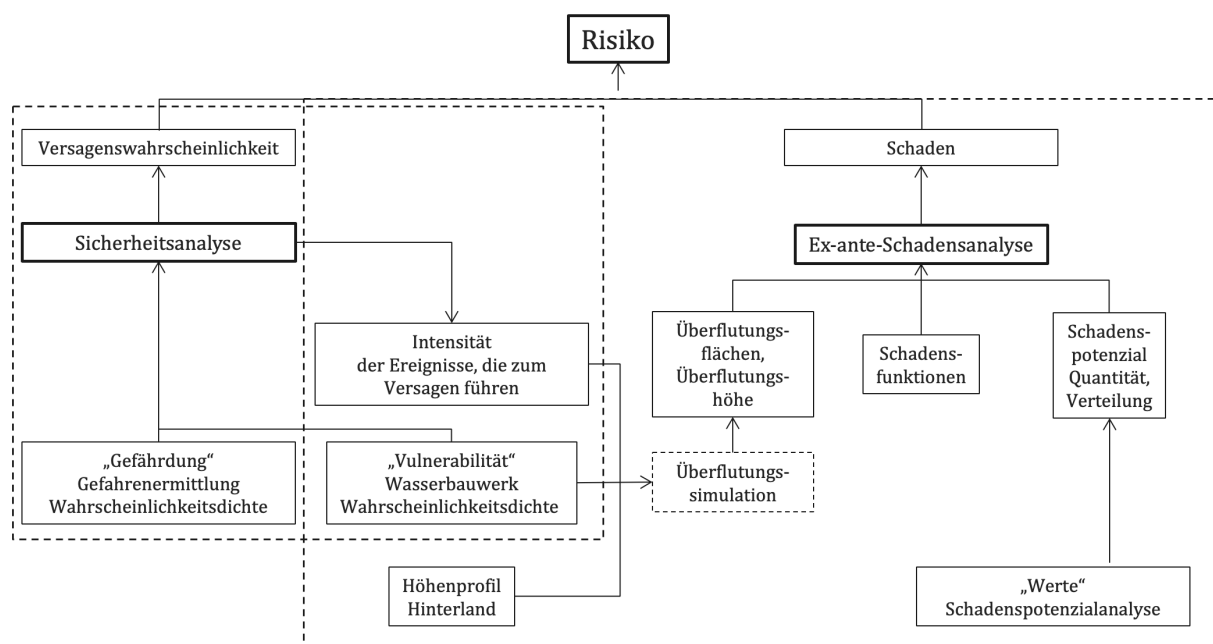 Risiko
Versagenswahrscheinlichkeit
Schaden
Sicherheitsanalyse
Ex-ante-Schadensanalyse
Intensität
der Ereignisse, die zum
Versagen führen
Überflutungs-
flächen,
Überflutungs-
höhe
Schadens-
funktionen
Schadens-
potenzial
Quantität,
Verteilung
„Gefährdung“
Gefahrenermittlung
Wahrscheinlichkeitsdichte
„Vulnerabilität“
Wasserbauwerk
Wahrscheinlichkeitsdichte
Überflutungs-
simulation
Höhenprofil
Hinterland
„Werte“
Schadenspotenzialanalyse